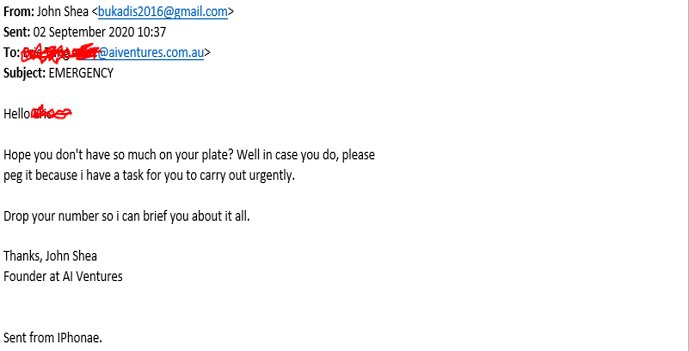 From: John Shea <bukadis2016@gmail.com>
Sent: 02 September 2020 10:37
To: @aiventures.com.au>
Subject: EMERGENCY
Hello
Hope you don't have so much on your plate? Well in case you do, please
peg it because i have a task for you to carry out urgently.
Drop your number so i can brief you about it all.
Thanks, John Shea
Founder at AI Ventures
Sent from IPhonae.